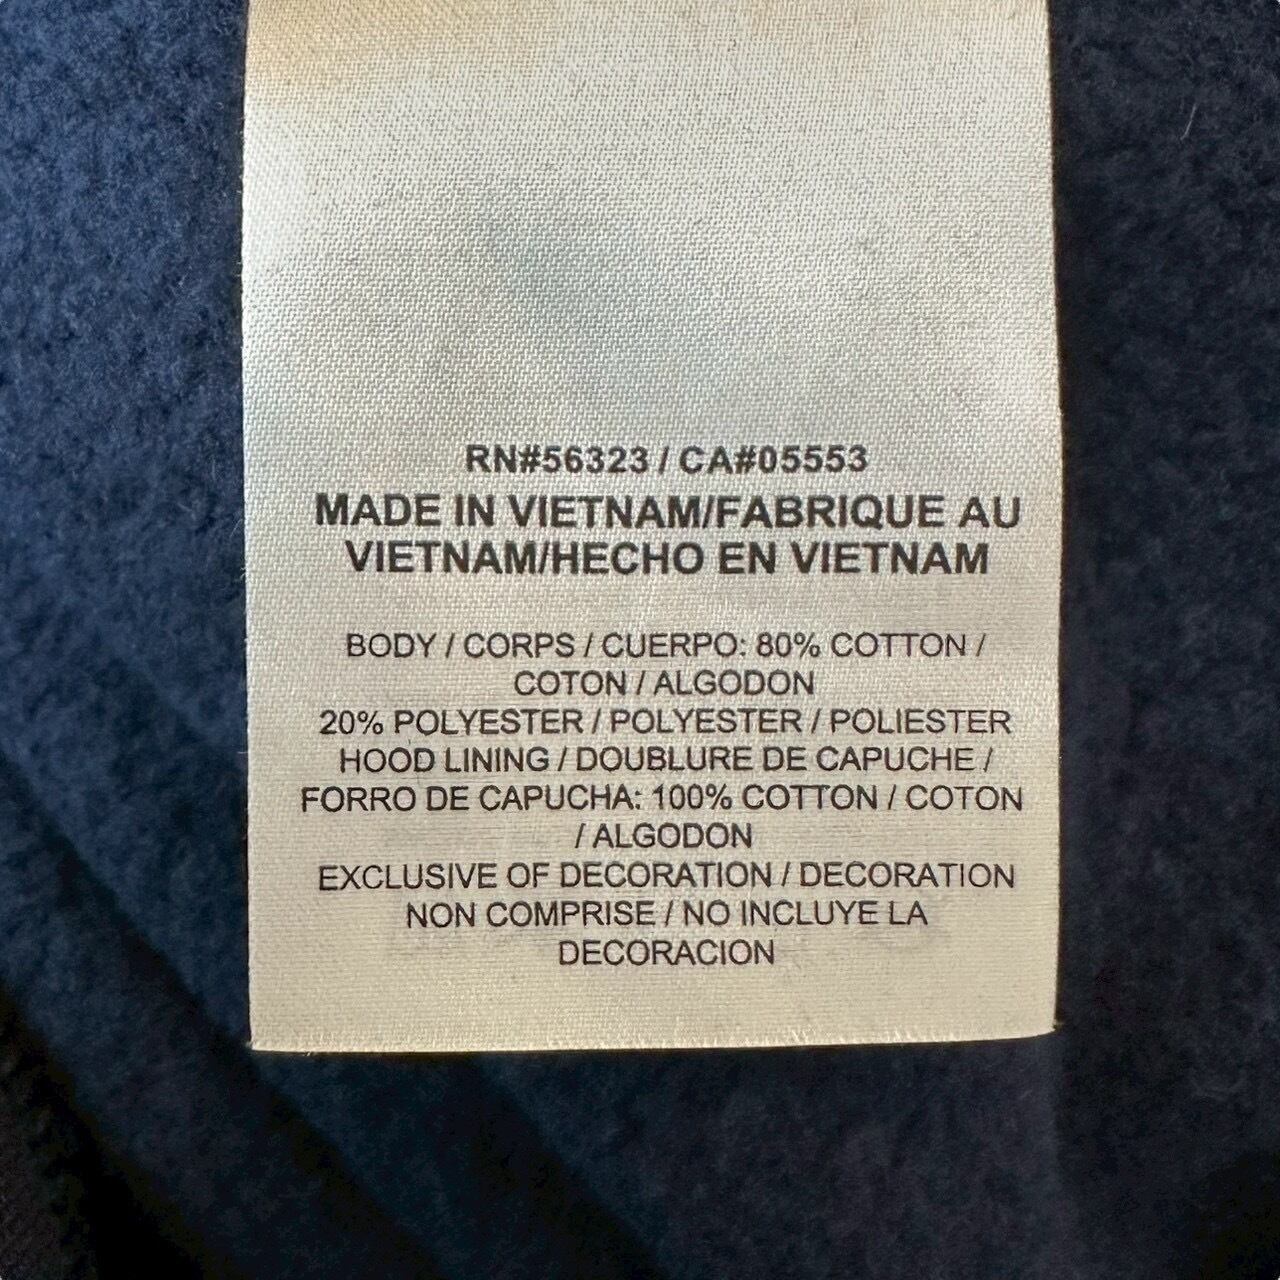 RN#56323 / CA#05553
MADE IN VIETNAM/FABRIQUE AU
VIETNAM/HECHO EN VIETNAM
BODY / CORPS / CUERPO: 80% COTTON /
COTON / ALGODON
20% POLYESTER / POLYESTER / POLIESTER
HOOD LINING / DOUBLURE DE CAPUCHE /
FORRO DE CAPUCHA: 100% COTTON / COTON
/ ALGODON
EXCLUSIVE OF DECORATION / DECORATION
NON COMPRISE / NO INCLUYE LA
DECORACION